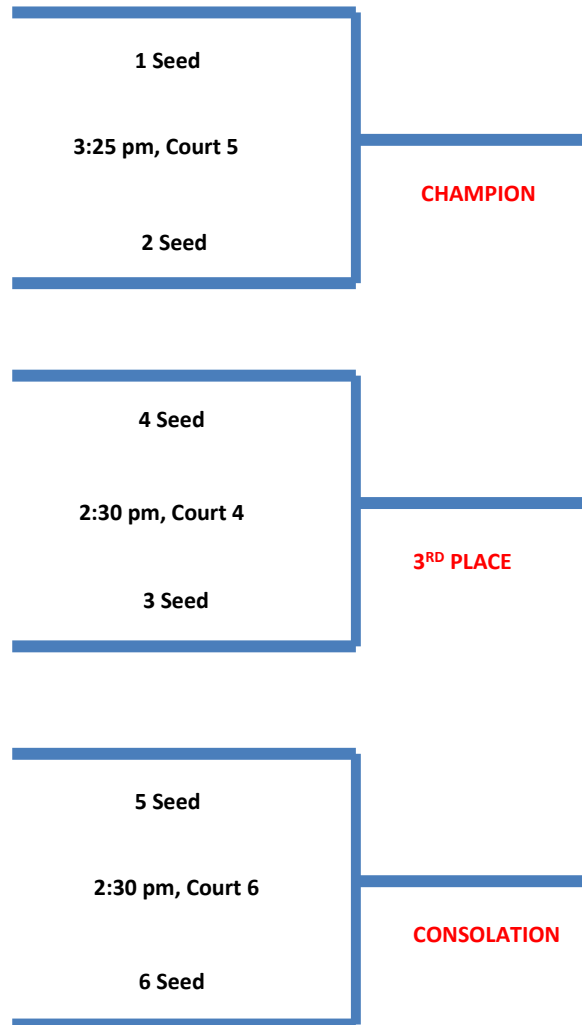 1 Seed
3:25 pm, Court 5
CHAMPION
2 Seed
4 Seed
2:30 pm, Court 4
3RD PLACE
3 Seed
5 Seed
2:30 pm, Court 6
CONSOLATION
6 Seed